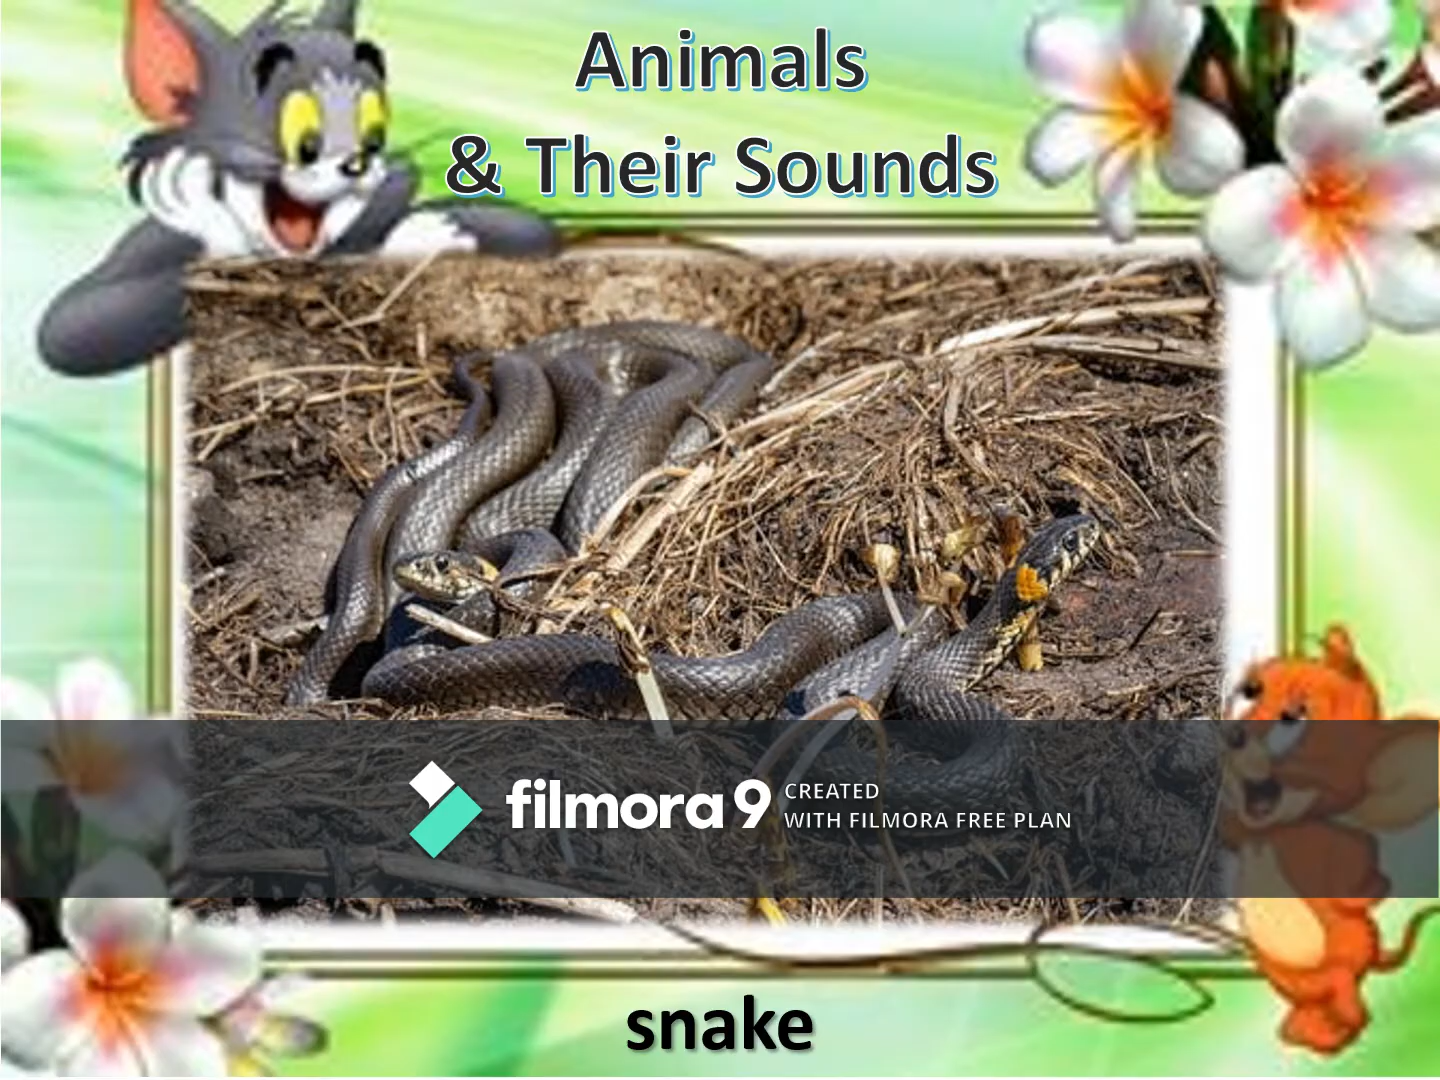 Animals
& Their Sounds
filmora9
CREATED
WITH FILMORA FREE PLAN
snake